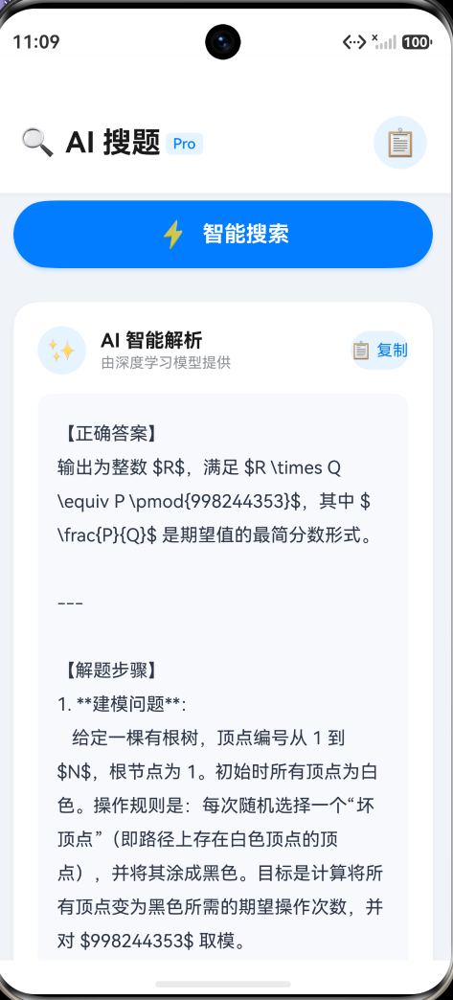 11:09
100
AI 搜题 Pro
智能搜索
AI 智能解析
由深度学习模型提供
复制
【正确答案】
输出为整数 $R$，满足 $R \times Q
\equiv P \pmod{998244353}$，其中 $
\frac{P}{Q}$ 是期望值的最简分数形式。
---
【解题步骤】
1. **建模问题**：
给定一棵有根树，顶点编号从 1 到
$N$，根节点为 1。初始时所有顶点为白
色。操作规则是：每次随机选择一个“坏
顶点”（即路径上存在白色顶点的顶
点），并将其涂成黑色。目标是计算将所
有顶点变为黑色所需的期望操作次数，并
对 $998244353$ 取模。